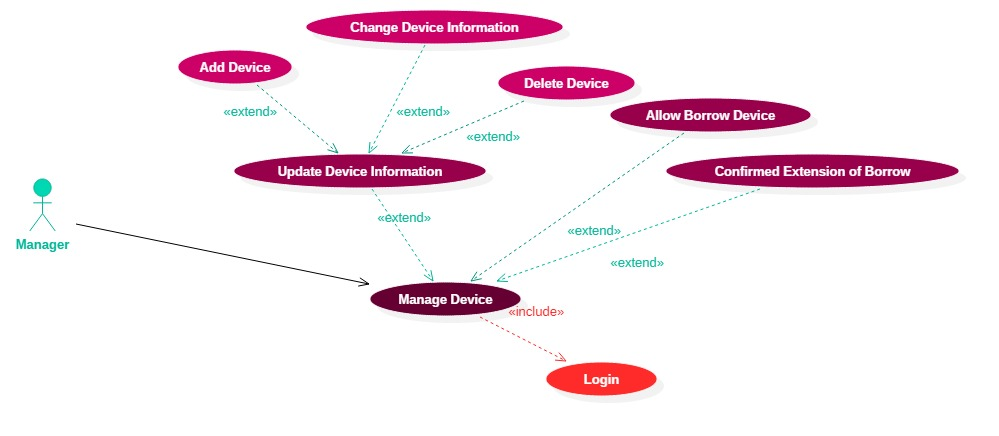 Change Device Information
Add Device
Delete Device
«extend»
«extend»
Allow Borrow Device
«extend»
Update Device Information
Confirmed Extension of Borrow
«extend»
«extend»
Manager
«extend»
Manage Device
«include»
Login